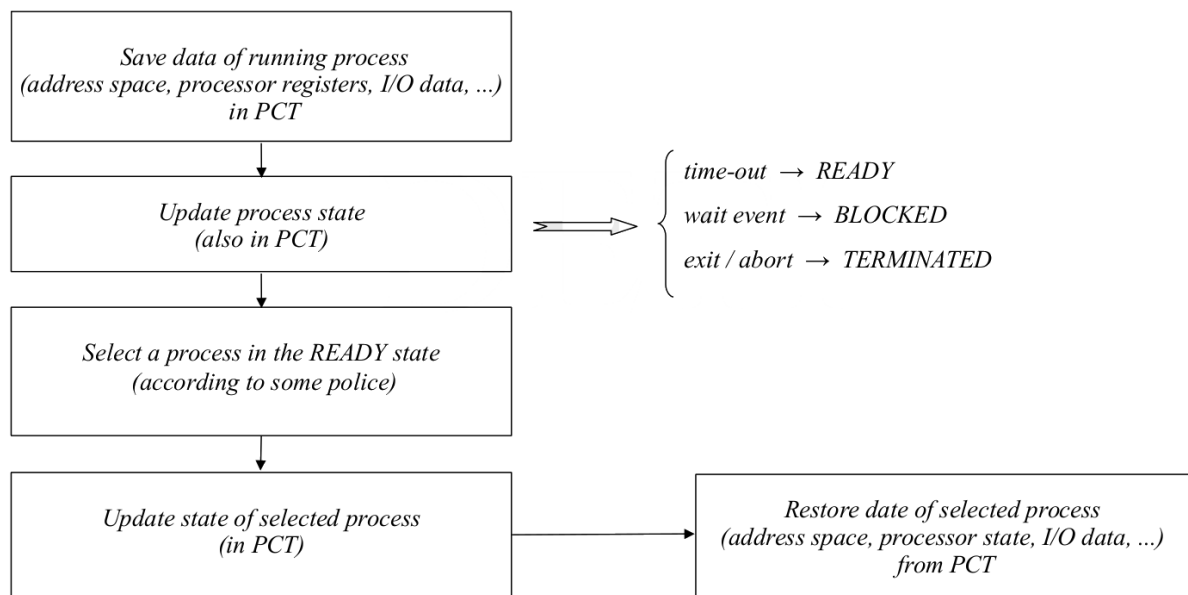 Save data of running process
(address space, processor registers, I/O data, ...)
in PCT
Update process state
(also in PCT)
time-out → READY
wait event → BLOCKED
exit / abort → TERMINATED
Select a process in the READY state
(according to some police)
Update state of selected process
(in PCT)
Restore date of selected process
(address space, processor state, I/O data, ...)
from PCT